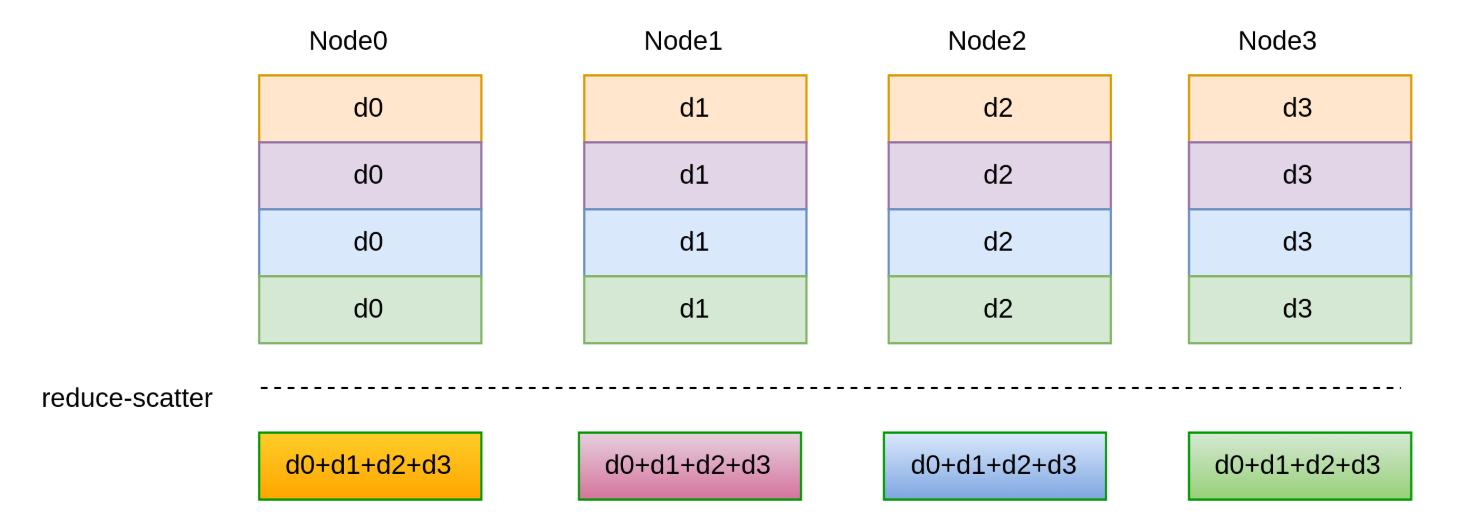 Node0 Node1 Node2 Node3
d0 d1 d2 d3
d0 d1 d2 d3
d0 d1 d2 d3
d0 d1 d2 d3
reduce-scatter
d0+d1+d2+d3 d0+d1+d2+d3 d0+d1+d2+d3 d0+d1+d2+d3